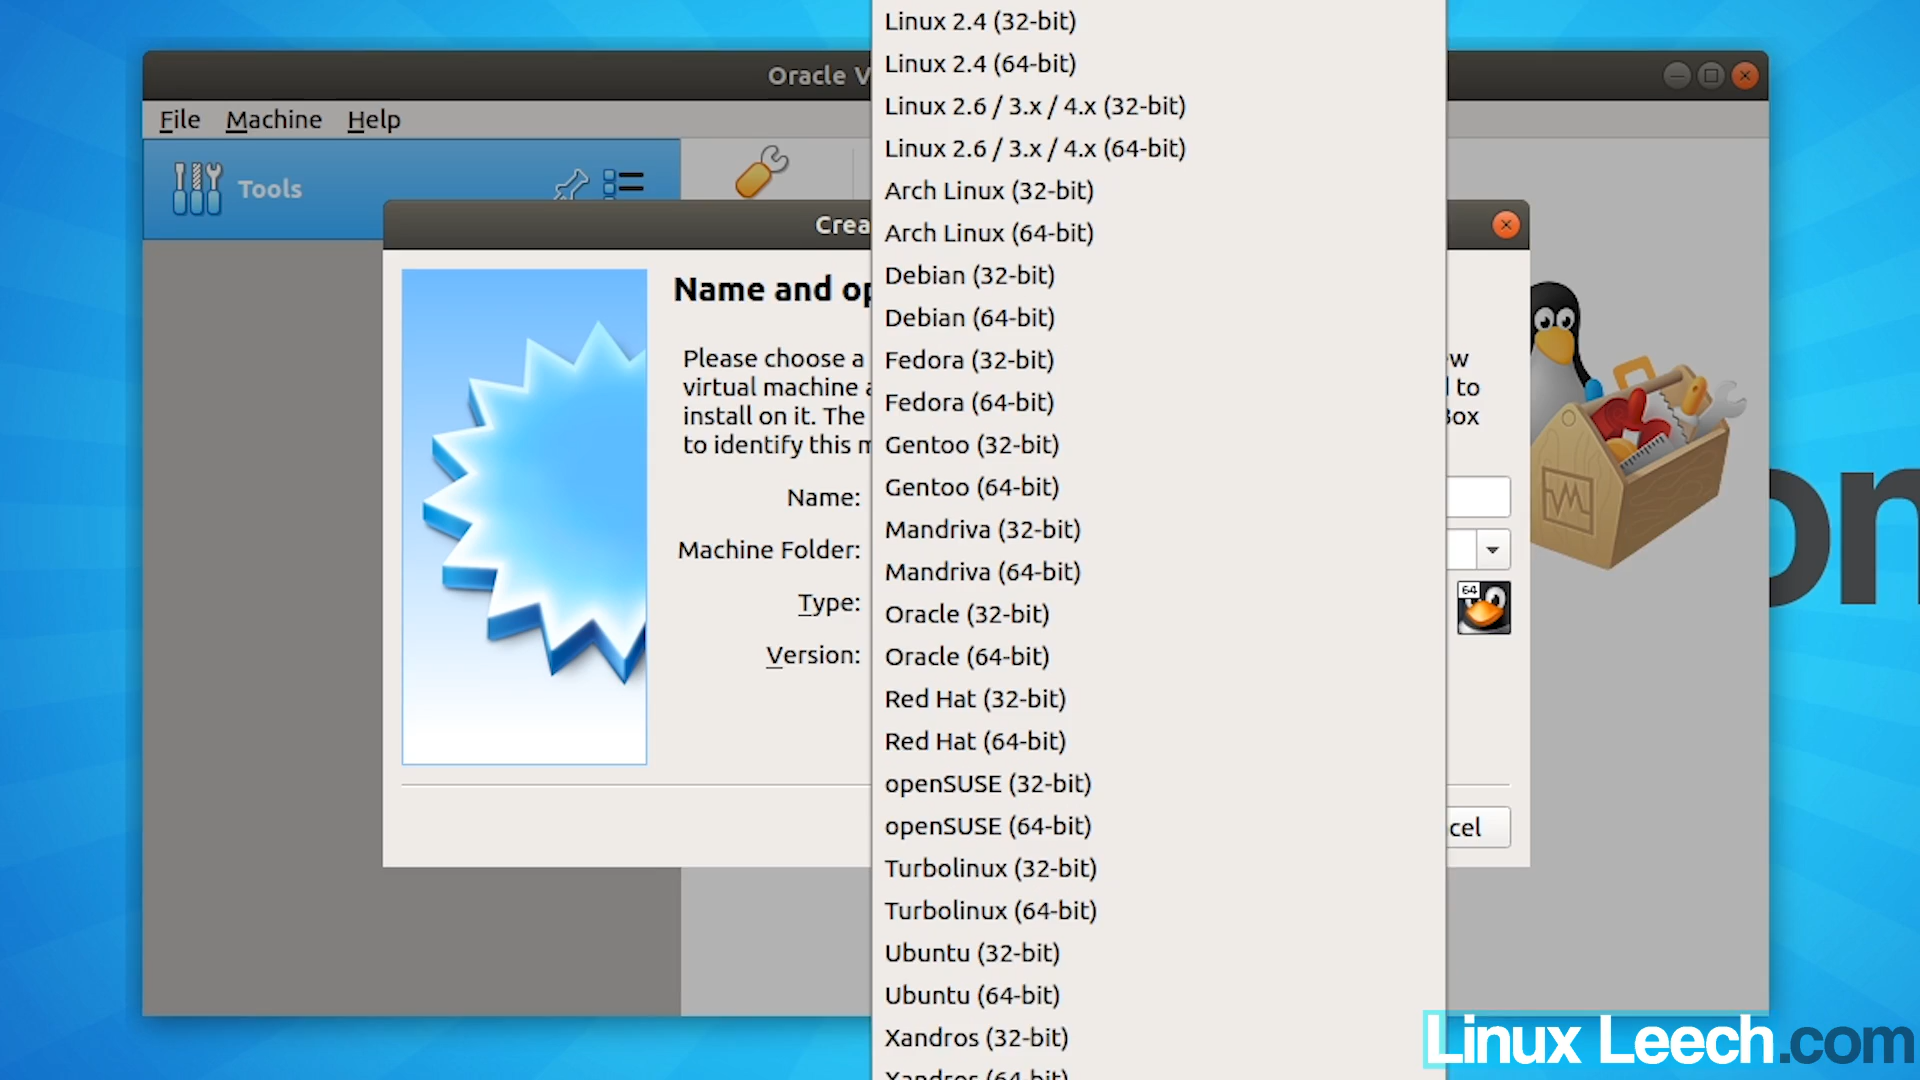 Oracle V
File Machine Help
Tools
Crea
Name and op
Please choose a
virtual machine a
install on it. The
to identify this m
ew
d to
Box
Name:
Machine Folder:
Type:
Version:
64
cel
Linux 2.4 (32-bit)
Linux 2.4 (64-bit)
Linux 2.6 / 3.x / 4.x (32-bit)
Linux 2.6 / 3.x / 4.x (64-bit)
Arch Linux (32-bit)
Arch Linux (64-bit)
Debian (32-bit)
Debian (64-bit)
Fedora (32-bit)
Fedora (64-bit)
Gentoo (32-bit)
Gentoo (64-bit)
Mandriva (32-bit)
Mandriva (64-bit)
Oracle (32-bit)
Oracle (64-bit)
Red Hat (32-bit)
Red Hat (64-bit)
openSUSE (32-bit)
openSUSE (64-bit)
Turbolinux (32-bit)
Turbolinux (64-bit)
Ubuntu (32-bit)
Ubuntu (64-bit)
Xandros (32-bit)
Xandros (64-bit)
on
Linux Leech.com